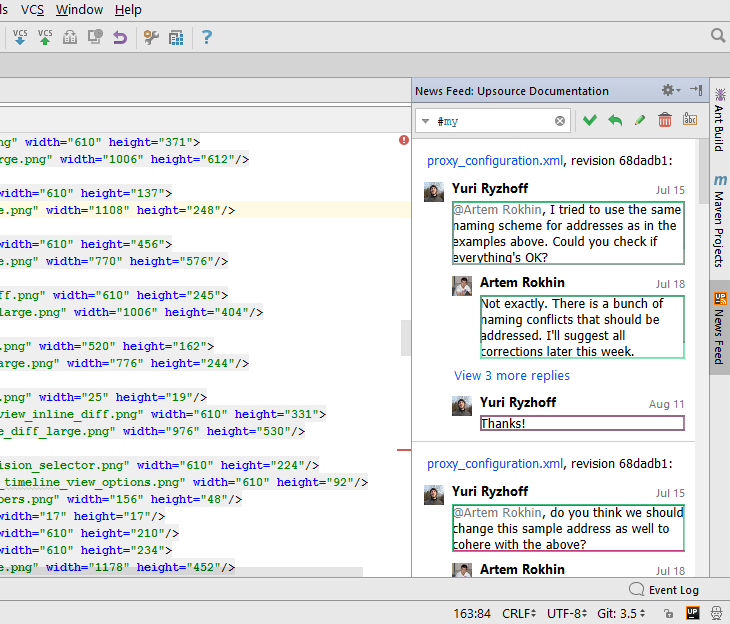 ls VCS Window Help
VCS VCS
News Feed: Upsource Documentation
#my
ng" width="610" height="371">
arge.png" width="1006" height="612"/>
width="610" height="137">
e.png" width="1108" height="248"/>
width="610" height="456">
e.png" width="770" height="576"/>
ff.png" width="610" height="245">
_large.png" width="1006" height="404"/>
.png" width="520" height="162">
arge.png" width="776" height="244"/>
.png" width="25" height="19"/>
view_inline_diff.png" width="610" height="331">
e_diff_large.png" width="976" height="530"/>
ision_selector.png" width="610" height="224"/>
_timeline_view_options.png" width="610" height="92"/>
bers.png" width="156" height="48"/>
width="17" height="17"/>
width="610" height="210"/>
width="610" height="234">
e.png" width="1178" height="452"/>
proxy_configuration.xml, revision 68dadb1:
Yuri Ryzhoff Jul 15
@Artem Rokhin, I tried to use the same
naming scheme for addresses as in the
examples above. Could you check if
everything's OK?
Artem Rokhin Jul 18
Not exactly. There is a bunch of
naming conflicts that should be
addressed. I'll suggest all
corrections later this week.
View 3 more replies
Yuri Ryzhoff Aug 11
Thanks!
proxy_configuration.xml, revision 68dadb1:
Yuri Ryzhoff Jul 15
@Artem Rokhin, do you think we should
change this sample address as well to
cohere with the above?
Artem Rokhin Jul 18
Ant Build
m Maven Projects
UP News Feed
Event Log
163:84 CRLF UTF-8 Git: 3.5 UP